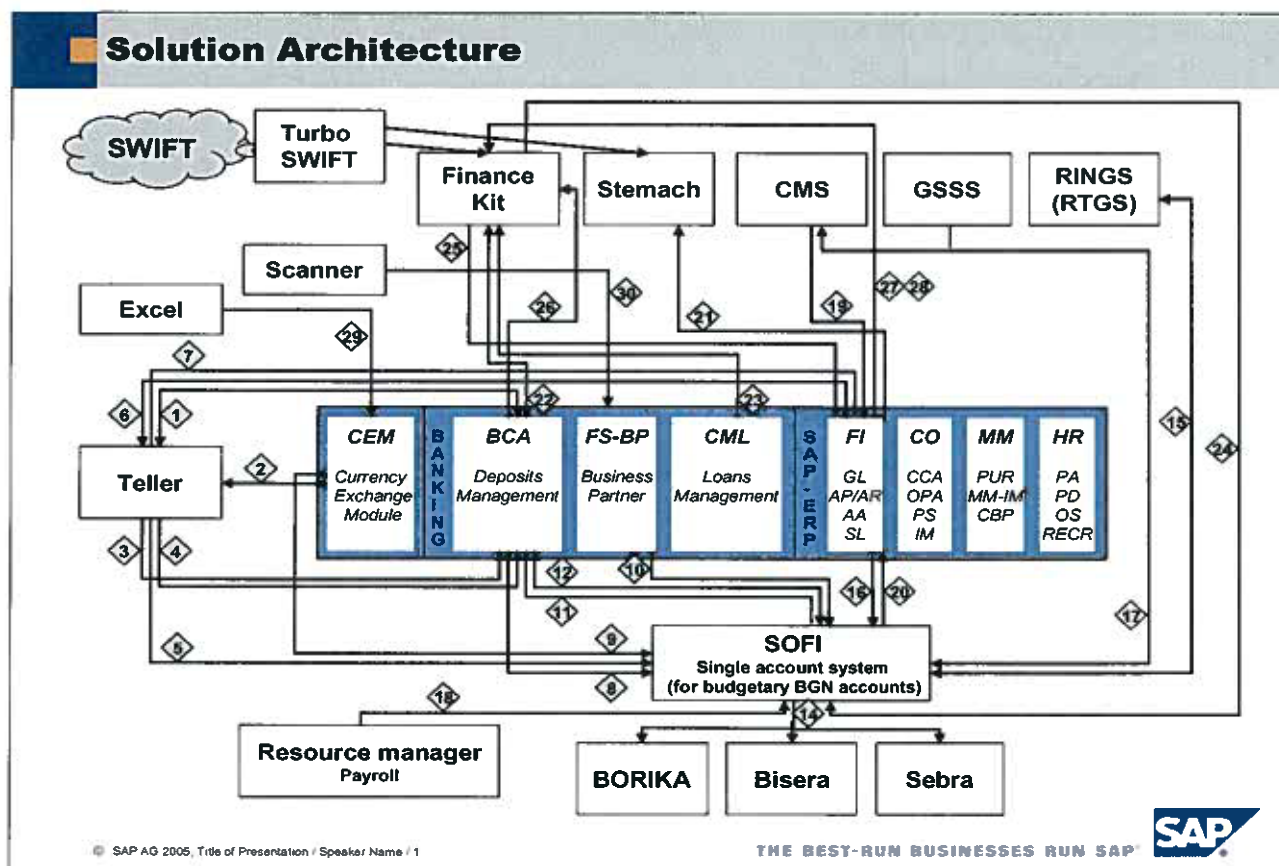 Solution Architecture
SWIFT
Turbo
SWIFT
Finance
Kit
Stemach
CMS
GSSS
RINGS
(RTGS)
Scanner
Excel
25
30
26
21
19
27
28
29
7
6
1
22
23
15
24
CEM
Currency
Exchange
Module
BANKING
BCA
Deposits
Management
FS-BP
Business
Partner
CML
Loans
Management
SAP-ERP
FI
GL
AP/AR
AA
SL
CO
CCA
OPA
PS
IM
MM
PUR
MM-IM
CBP
HR
PA
PD
OS
RECR
Teller
2
3
4
12
10
11
16
20
17
5
9
8
SOFI
Single account system
(for budgetary BGN accounts)
18
14
Resource manager
Payroll
BORIKA
Bisera
Sebra
© SAP AG 2005, Title of Presentation / Speaker Name / 1
THE BEST-RUN BUSINESSES RUN SAP
SAP